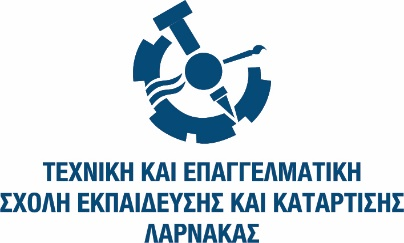 ΤΕΧΝΙΚΗ ΚΑΙ ΕΠΑΓΓΕΛΜΑΤΙΚΗ
ΣΧΟΛΗ ΕΚΠΑΙΔΕΥΣΗΣ ΚΑΙ ΚΑΤΑΡΤΙΣΗΣ
ΛΑΡΝΑΚΑΣ